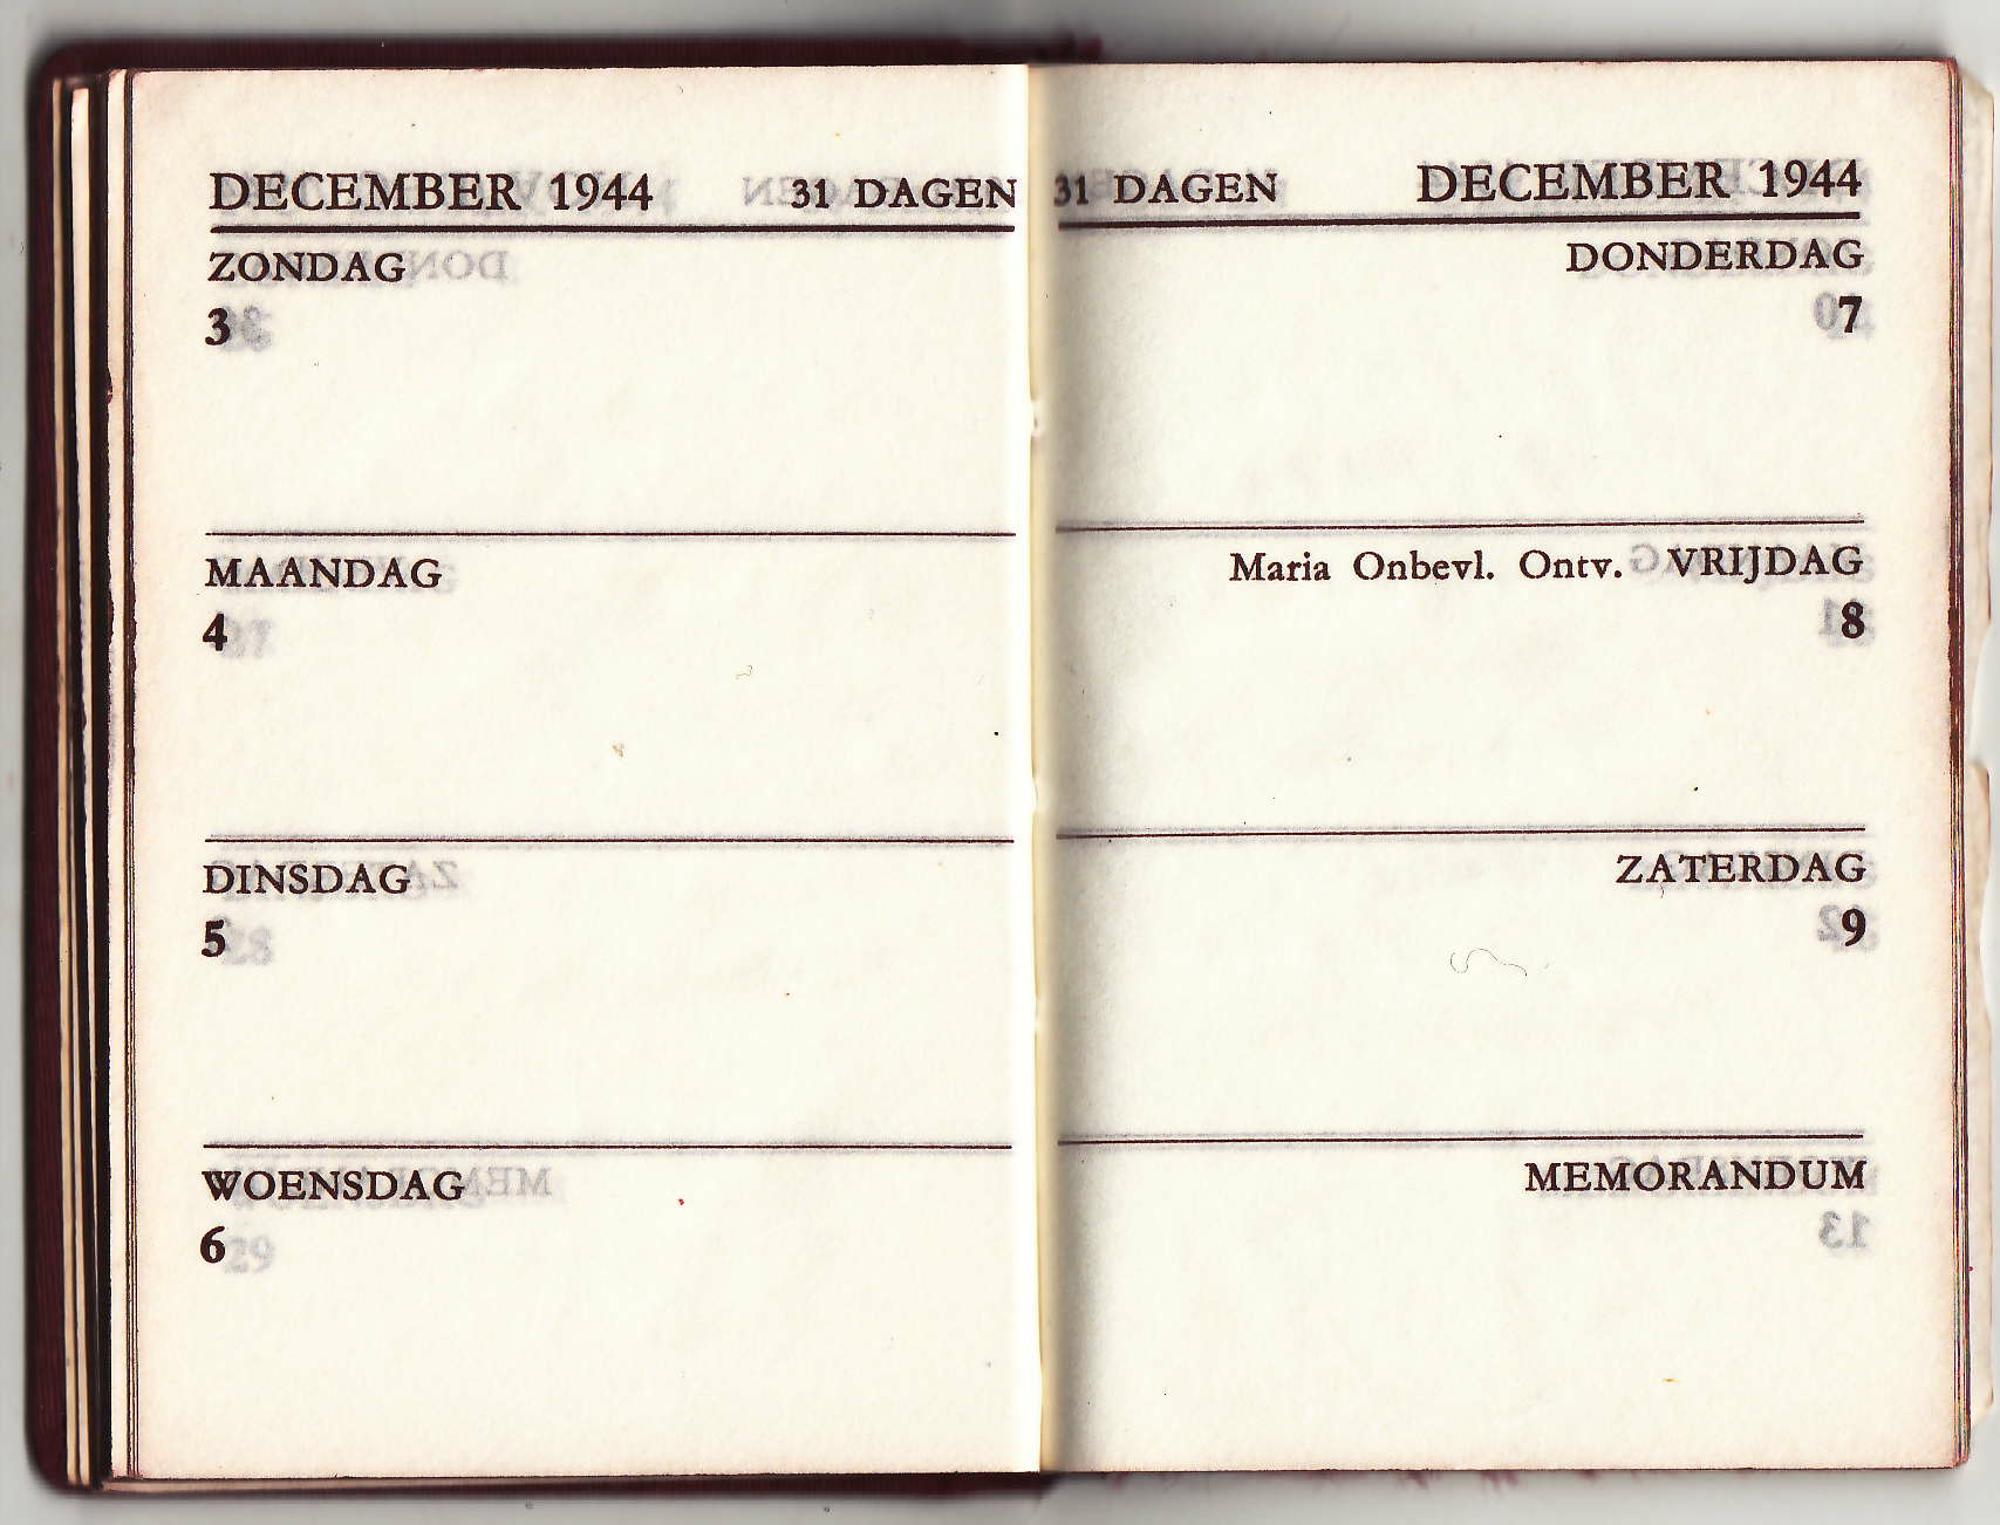 DECEMBER 1944 31 DAGEN
ZONDAG
3
MAANDAG
4
DINSDAG
5
WOENSDAG
6
31 DAGEN DECEMBER 1944
DONDERDAG
7
Maria Onbevl. Ontv. VRIJDAG
8
ZATERDAG
9
MEMORANDUM